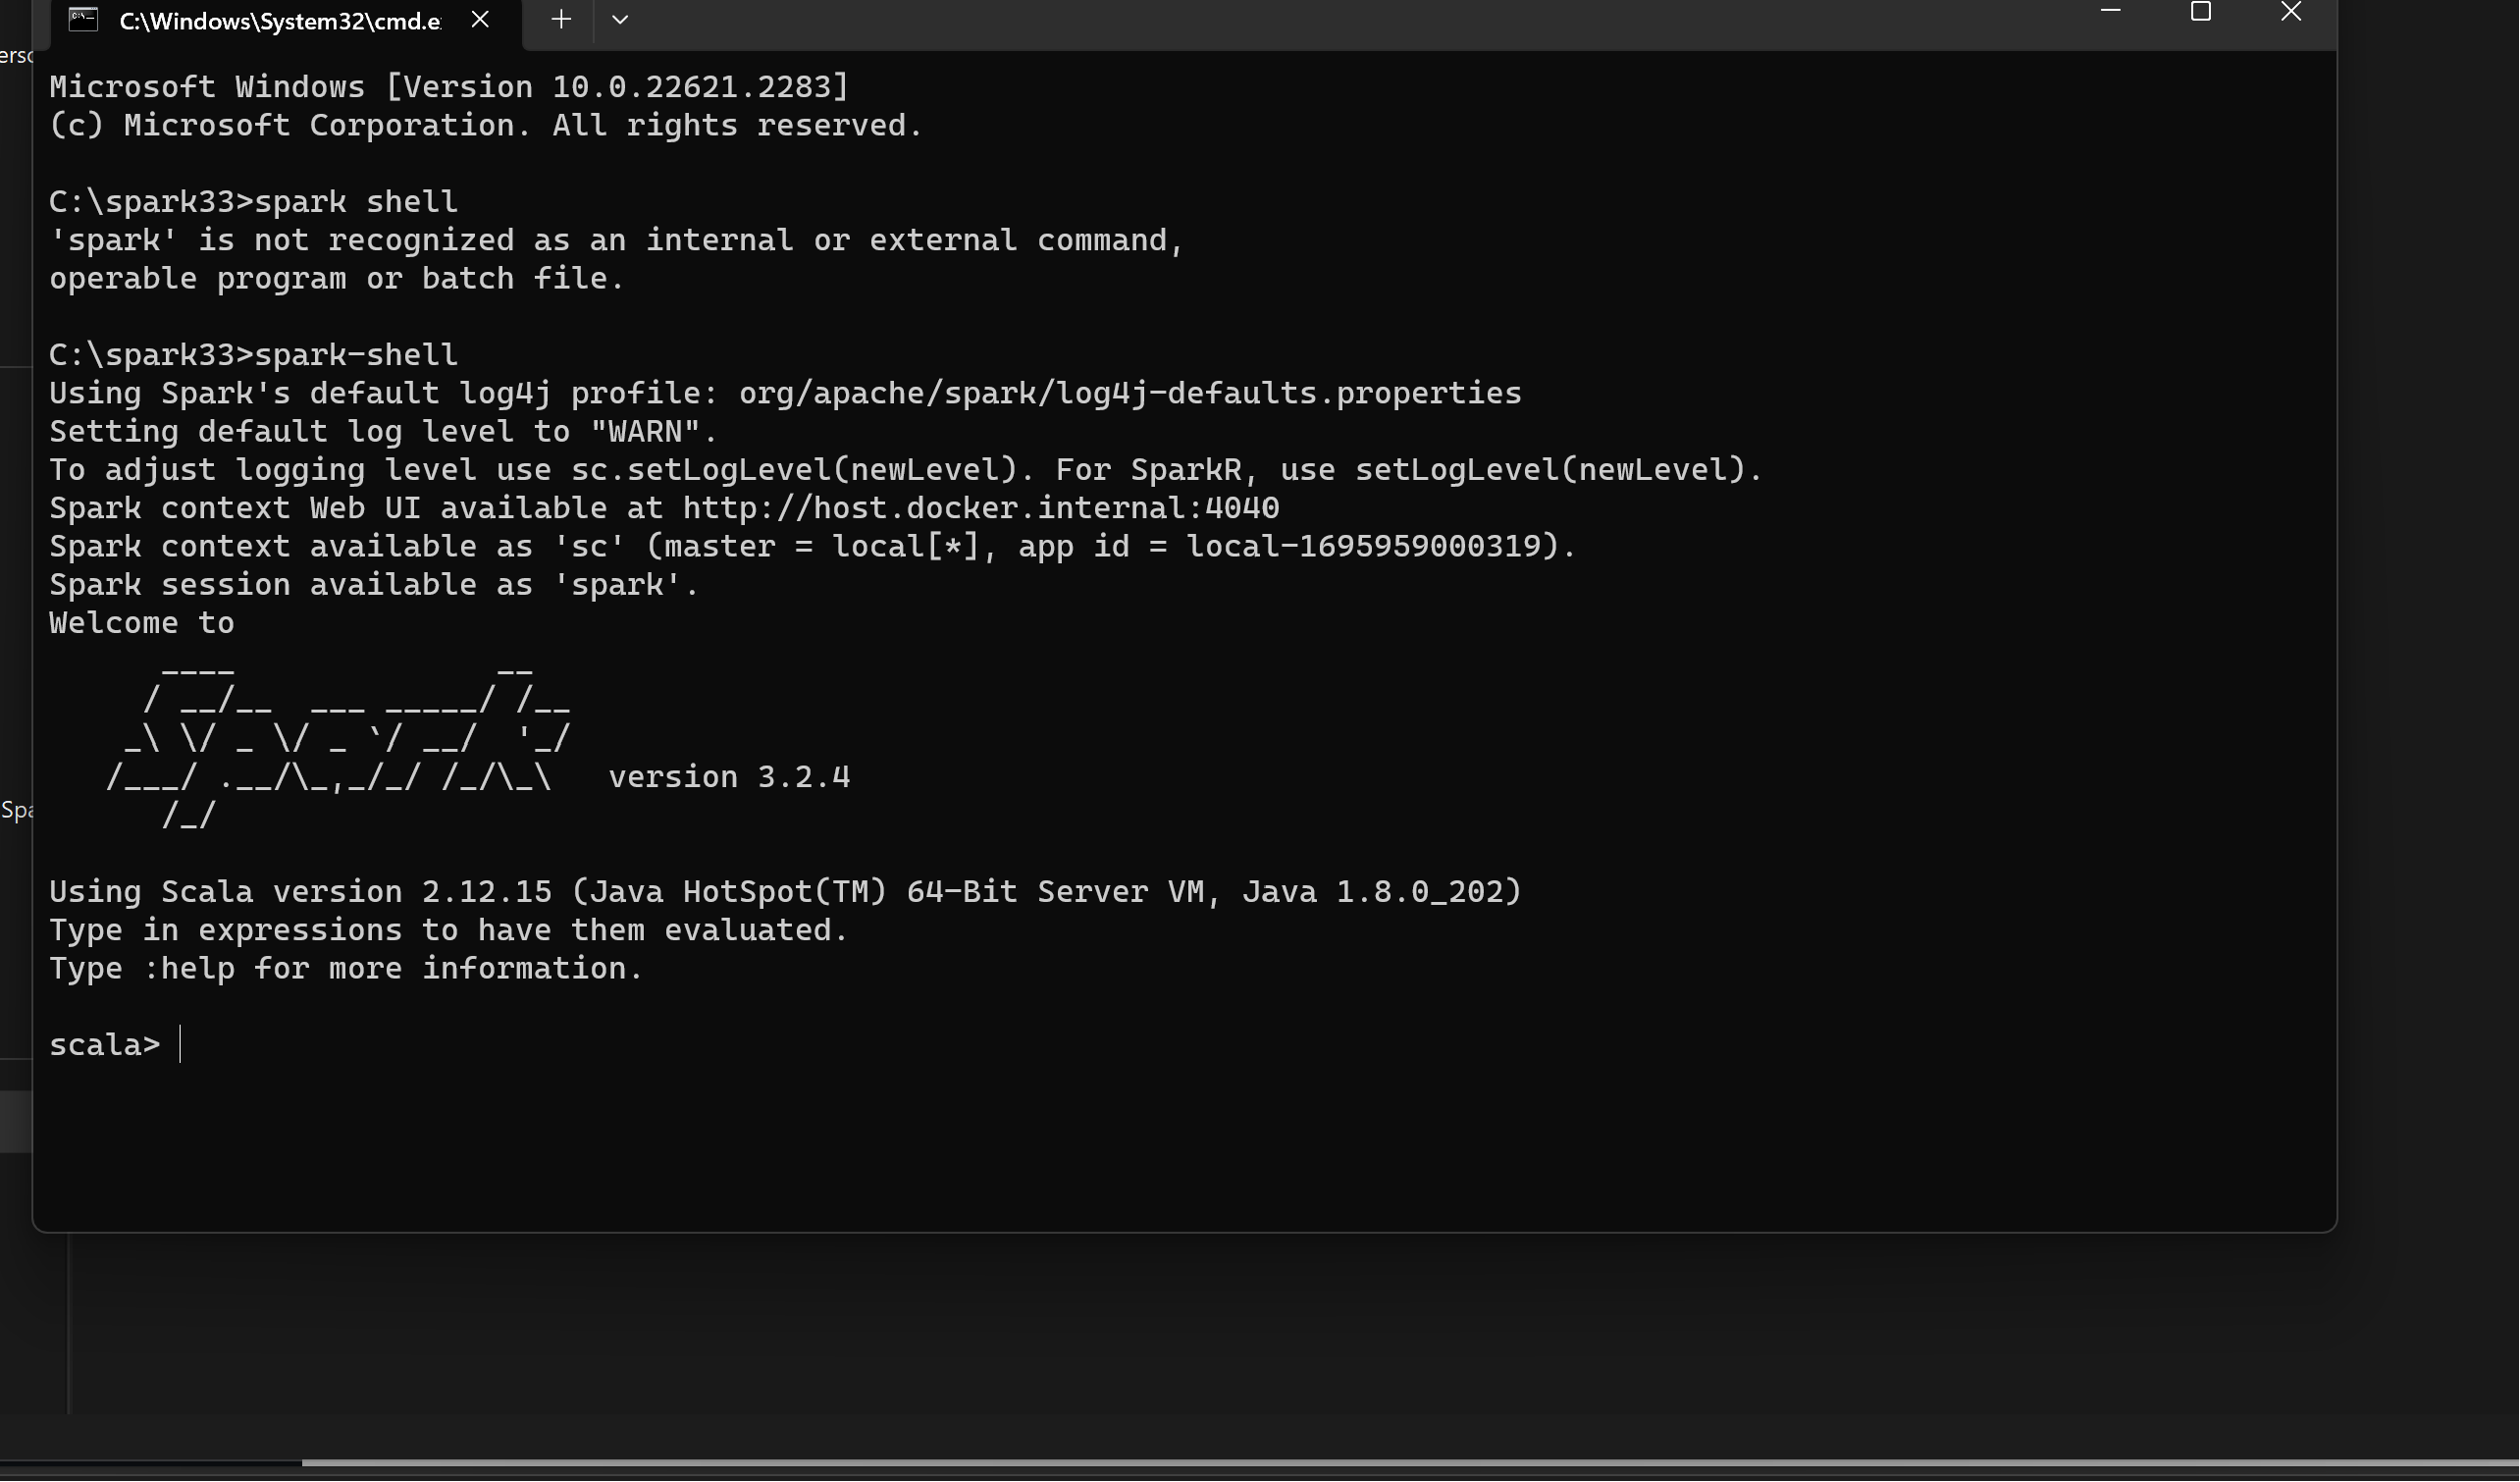 C:\Windows\System32\cmd.e
Microsoft Windows [Version 10.0.22621.2283]
(c) Microsoft Corporation. All rights reserved.
C:\spark33>spark shell
'spark' is not recognized as an internal or external command,
operable program or batch file.
C:\spark33>spark-shell
Using Spark's default log4j profile: org/apache/spark/log4j-defaults.properties
Setting default log level to "WARN".
To adjust logging level use sc.setLogLevel(newLevel). For SparkR, use setLogLevel(newLevel).
Spark context Web UI available at http://host.docker.internal:4040
Spark context available as 'sc' (master = local[*], app id = local-1695959000319).
Spark session available as 'spark'.
Welcome to
      ____              __
     / __/__  ___ _____/ /__
    _\ \/ _ \/ _ `/ __/  '_/
   /___/ .__/\_,_/_/ /_/\_\   version 3.2.4
      /_/
Using Scala version 2.12.15 (Java HotSpot(TM) 64-Bit Server VM, Java 1.8.0_202)
Type in expressions to have them evaluated.
Type :help for more information.
scala>